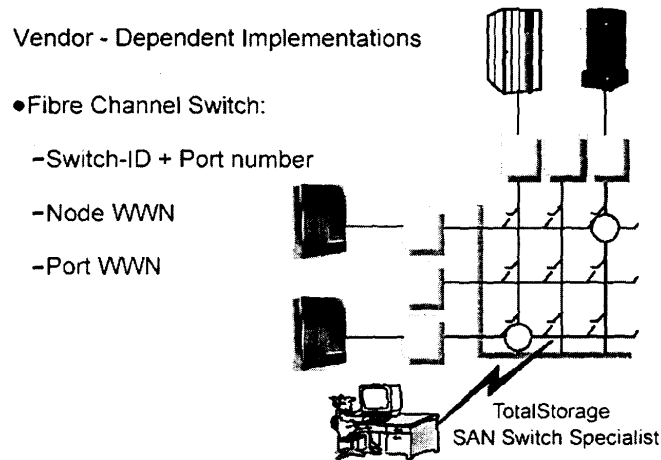 Vendor - Dependent Implementations
●Fibre Channel Switch:
–Switch-ID + Port number
–Node WWN
–Port WWN
TotalStorage
SAN Switch Specialist